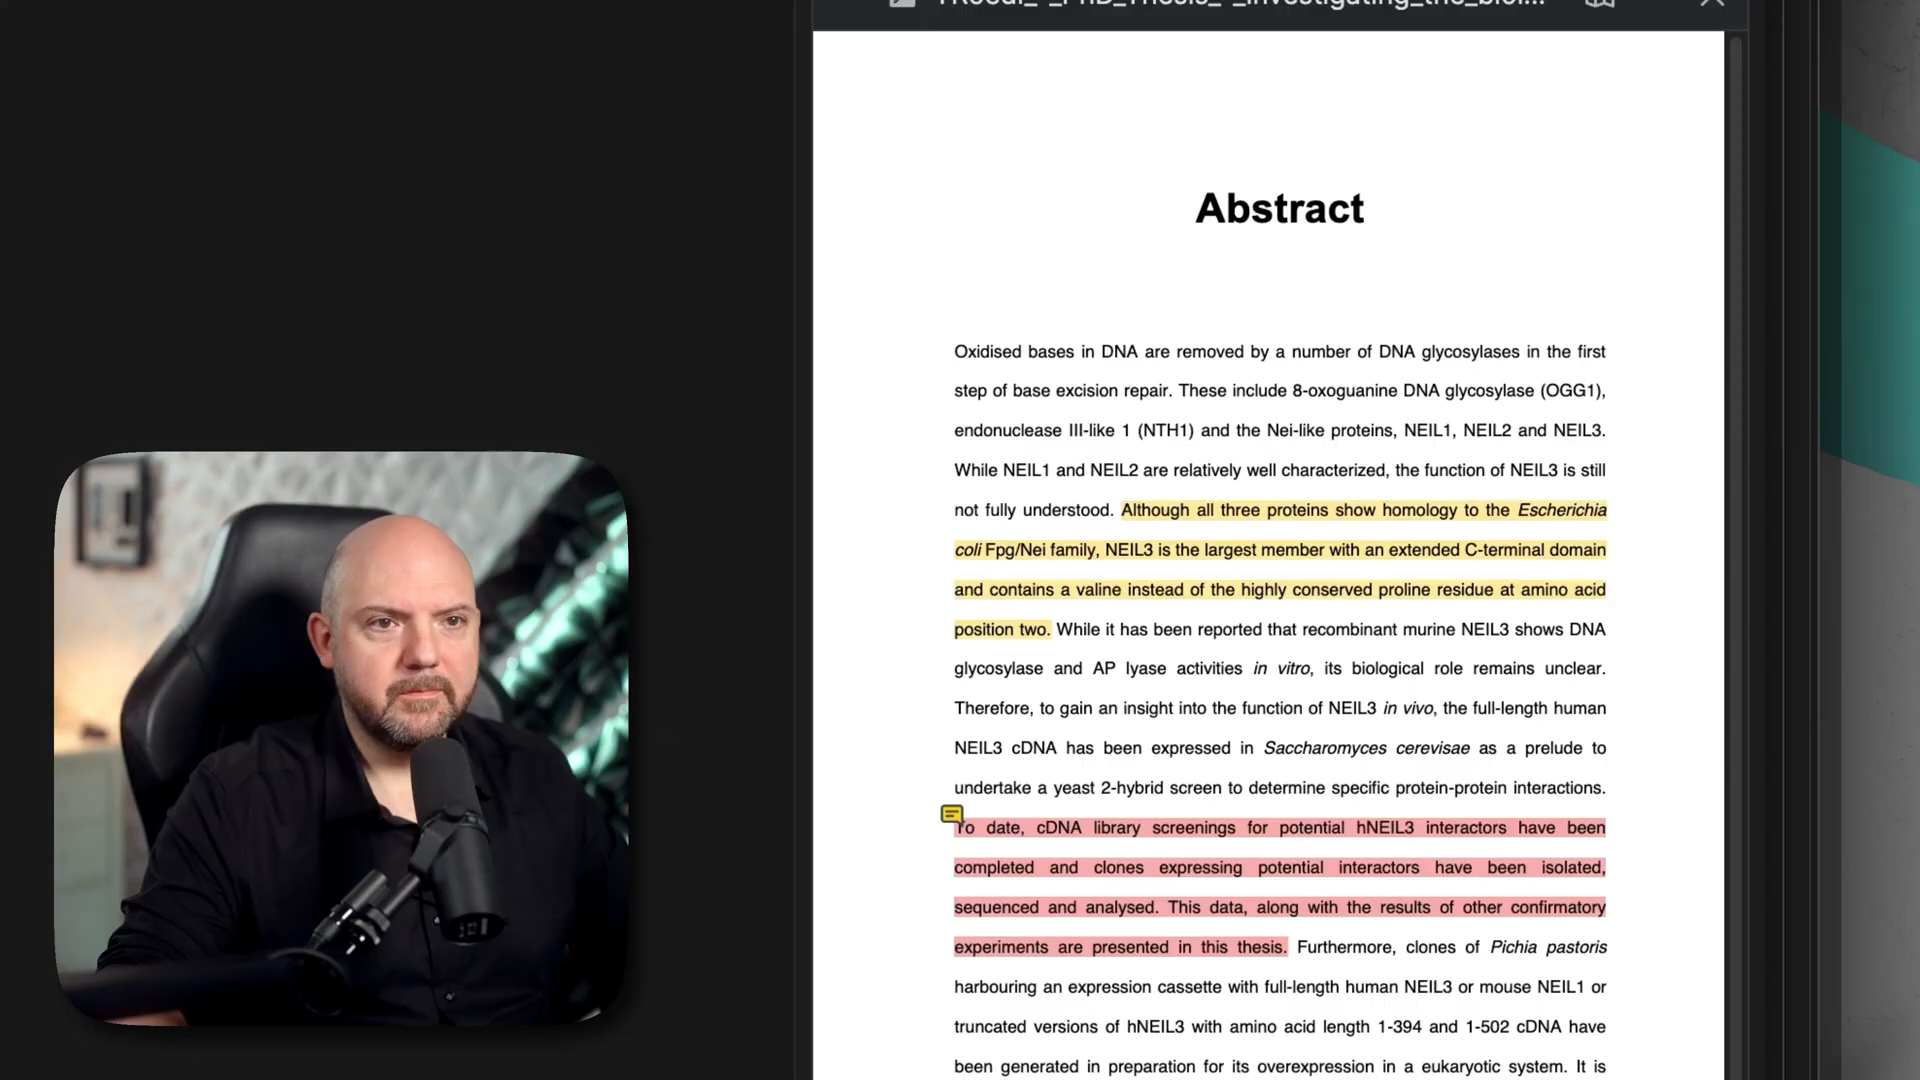 PhD_Thesis_-_Investigating_the_biol...
Abstract
Oxidised bases in DNA are removed by a number of DNA glycosylases in the first
step of base excision repair. These include 8-oxoguanine DNA glycosylase (OGG1),
endonuclease III-like 1 (NTH1) and the Nei-like proteins, NEIL1, NEIL2 and NEIL3.
While NEIL1 and NEIL2 are relatively well characterized, the function of NEIL3 is still
not fully understood. Although all three proteins show homology to the Escherichia
coli Fpg/Nei family, NEIL3 is the largest member with an extended C-terminal domain
and contains a valine instead of the highly conserved proline residue at amino acid
position two. While it has been reported that recombinant murine NEIL3 shows DNA
glycosylase and AP lyase activities in vitro, its biological role remains unclear.
Therefore, to gain an insight into the function of NEIL3 in vivo, the full-length human
NEIL3 cDNA has been expressed in Saccharomyces cerevisae as a prelude to
undertake a yeast 2-hybrid screen to determine specific protein-protein interactions.
To date, cDNA library screenings for potential hNEIL3 interactors have been
completed and clones expressing potential interactors have been isolated,
sequenced and analysed. This data, along with the results of other confirmatory
experiments are presented in this thesis. Furthermore, clones of Pichia pastoris
harbouring an expression cassette with full-length human NEIL3 or mouse NEIL1 or
truncated versions of hNEIL3 with amino acid length 1-394 and 1-502 cDNA have
been generated in preparation for its overexpression in a eukaryotic system. It is